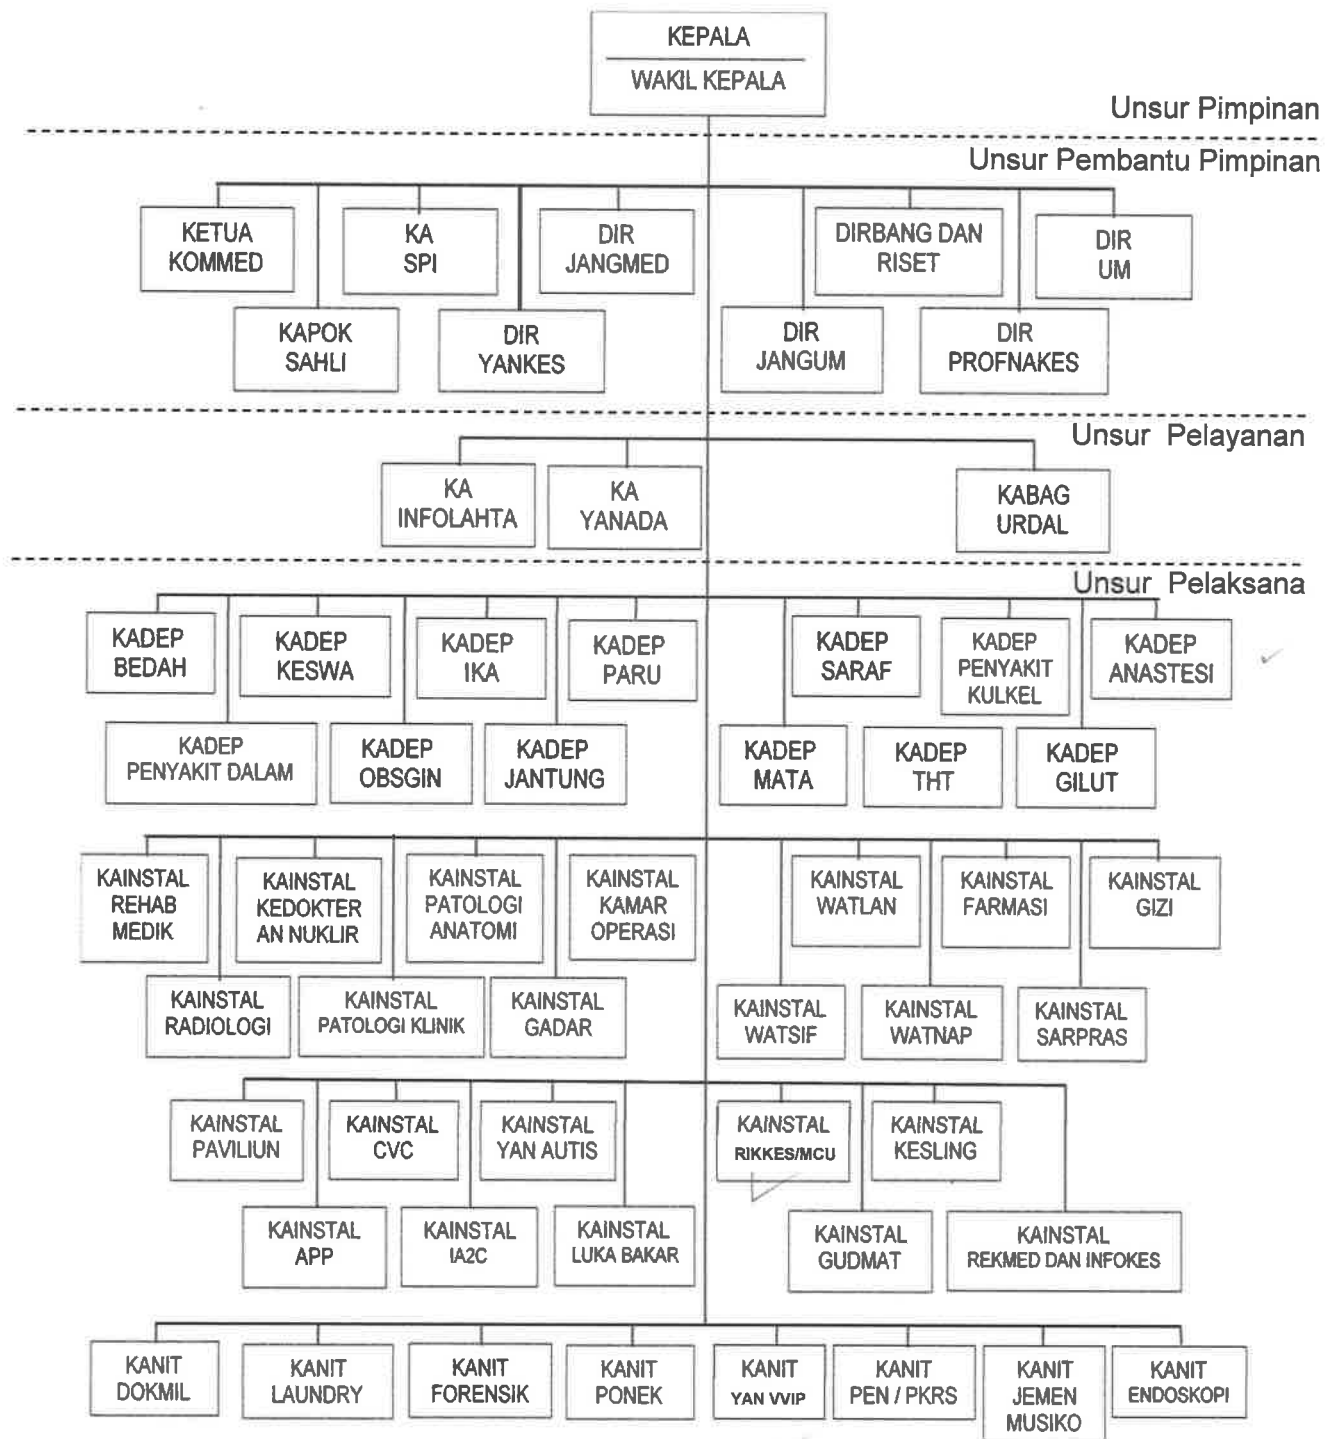 KEPALA
WAKIL KEPALA
Unsur Pimpinan
Unsur Pembantu Pimpinan
KETUA
KOMMED
KA
SPI
DIR
JANGMED
DIRBANG DAN
RISET
DIR
UM
KAPOK
SAHLI
DIR
YANKES
DIR
JANGUM
DIR
PROFNAKES
Unsur Pelayanan
KA
INFOLAHTA
KA
YANADA
KABAG
URDAL
Unsur Pelaksana
KADEP
BEDAH
KADEP
KESWA
KADEP
IKA
KADEP
PARU
KADEP
SARAF
KADEP
PENYAKIT
KULKEL
KADEP
ANASTESI
KADEP
PENYAKIT DALAM
KADEP
OBSGIN
KADEP
JANTUNG
KADEP
MATA
KADEP
THT
KADEP
GILUT
KAINSTAL
REHAB
MEDIK
KAINSTAL
KEDOKTER
AN NUKLIR
KAINSTAL
PATOLOGI
ANATOMI
KAINSTAL
KAMAR
OPERASI
KAINSTAL
WATLAN
KAINSTAL
FARMASI
KAINSTAL
GIZI
KAINSTAL
RADIOLOGI
KAINSTAL
PATOLOGI KLINIK
KAINSTAL
GADAR
KAINSTAL
WATSIF
KAINSTAL
WATNAP
KAINSTAL
SARPRAS
KAINSTAL
PAVILIUN
KAINSTAL
CVC
KAINSTAL
YAN AUTIS
KAINSTAL
RIKKES/MCU
KAINSTAL
KESLING
KAINSTAL
APP
KAINSTAL
IA2C
KAINSTAL
LUKA BAKAR
KAINSTAL
GUDMAT
KAINSTAL
REKMED DAN INFOKES
KANIT
DOKMIL
KANIT
LAUNDRY
KANIT
FORENSIK
KANIT
PONEK
KANIT
YAN VVIP
KANIT
PEN / PKRS
KANIT
JEMEN
MUSIKO
KANIT
ENDOSKOPI